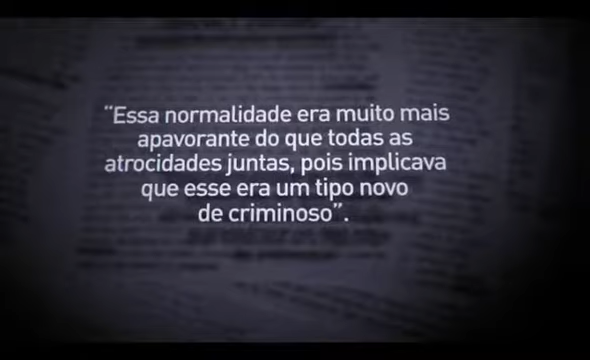 “Essa normalidade era muito mais
apavorante do que todas as
atrocidades juntas, pois implicava
que esse era um tipo novo
de criminoso”.